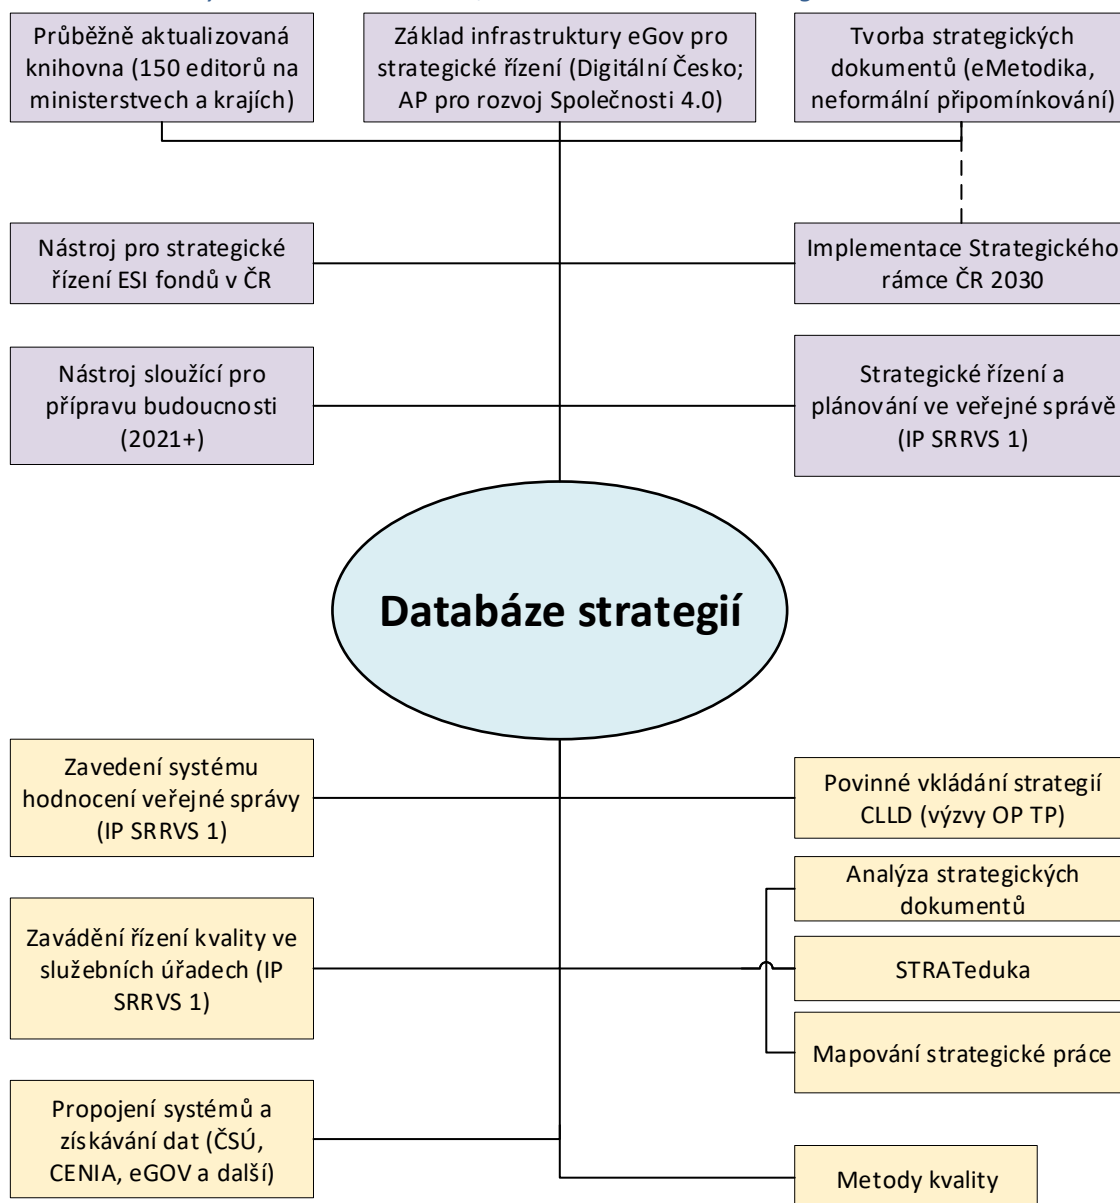 Průběžně aktualizovaná
knihovna (150 editorů na
ministerstvech a krajích)
Základ infrastruktury eGov pro
strategické řízení (Digitální Česko;
AP pro rozvoj Společnosti 4.0)
Tvorba strategických
dokumentů (eMetodika,
neformální připomínkování)
Nástroj pro strategické
řízení ESI fondů v ČR
Implementace Strategického
rámce ČR 2030
Nástroj sloužící pro
přípravu budoucnosti
(2021+)
Strategické řízení a
plánování ve veřejné správě
(IP SRRVS 1)
Databáze strategií
Zavedení systému
hodnocení veřejné správy
(IP SRRVS 1)
Povinné vkládání strategií
CLLD (výzvy OP TP)
Analýza strategických
dokumentů
Zavádění řízení kvality ve
služebních úřadech (IP
SRRVS 1)
STRATeduka
Mapování strategické práce
Propojení systémů a
získávání dat (ČSÚ,
CENIA, eGOV a další)
Metody kvality